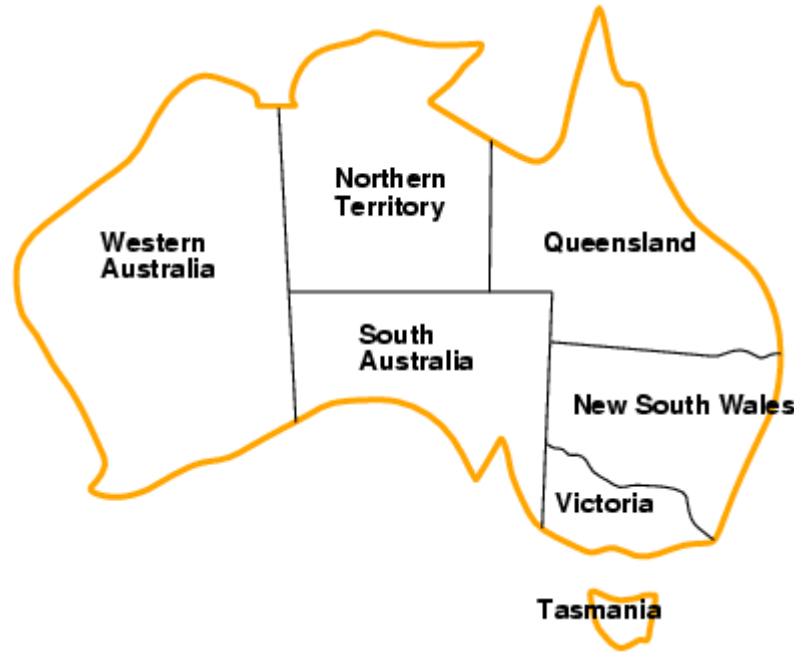 Northern
Territory
Western
Australia
Queensland
South
Australia
New South Wales
Victoria
Tasmania